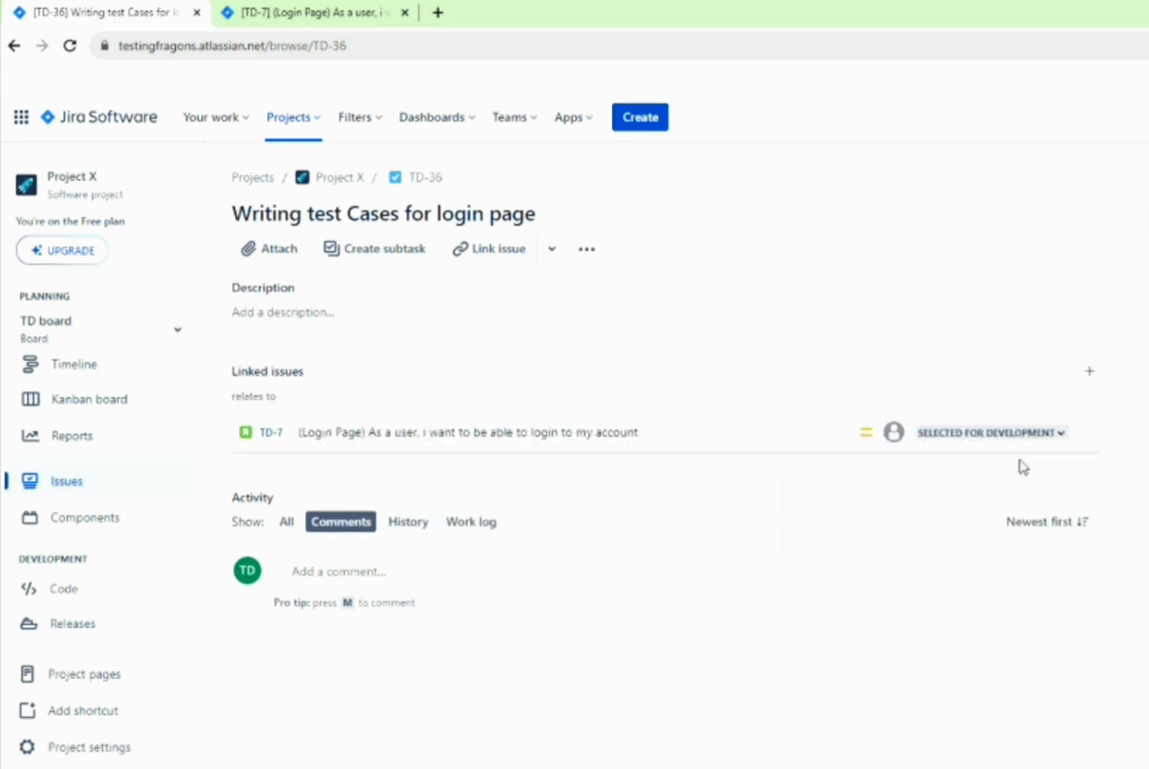 [TD-36] Writing test Cases for lo
[TD-7] (Login Page) As a user, i
testingfragons.atlassian.net/browse/TD-36
Jira Software Your work Projects Filters Dashboards Teams Apps Create
Project X
Software project
You're on the Free plan
UPGRADE
PLANNING
TD board
Board
Timeline
Kanban board
Reports
Issues
Components
DEVELOPMENT
Code
Releases
Project pages
Add shortcut
Project settings
Projects / Project X / TD-36
Writing test Cases for login page
Attach Create subtask Link issue
Description
Add a description...
Linked issues
relates to
TD-7 (Login Page) As a user, i want to be able to login to my account SELECTED FOR DEVELOPMENT
Activity
Show: All Comments History Work log Newest first
TD Add a comment...
Pro tip: press M to comment